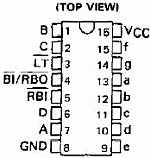 (TOP VIEW)
B 1 16 VCC
C 2 15 f
LT 3 14 g
BI/RBO 4 13 a
RBI 5 12 b
D 6 11 c
A 7 10 d
GND 8 9 e